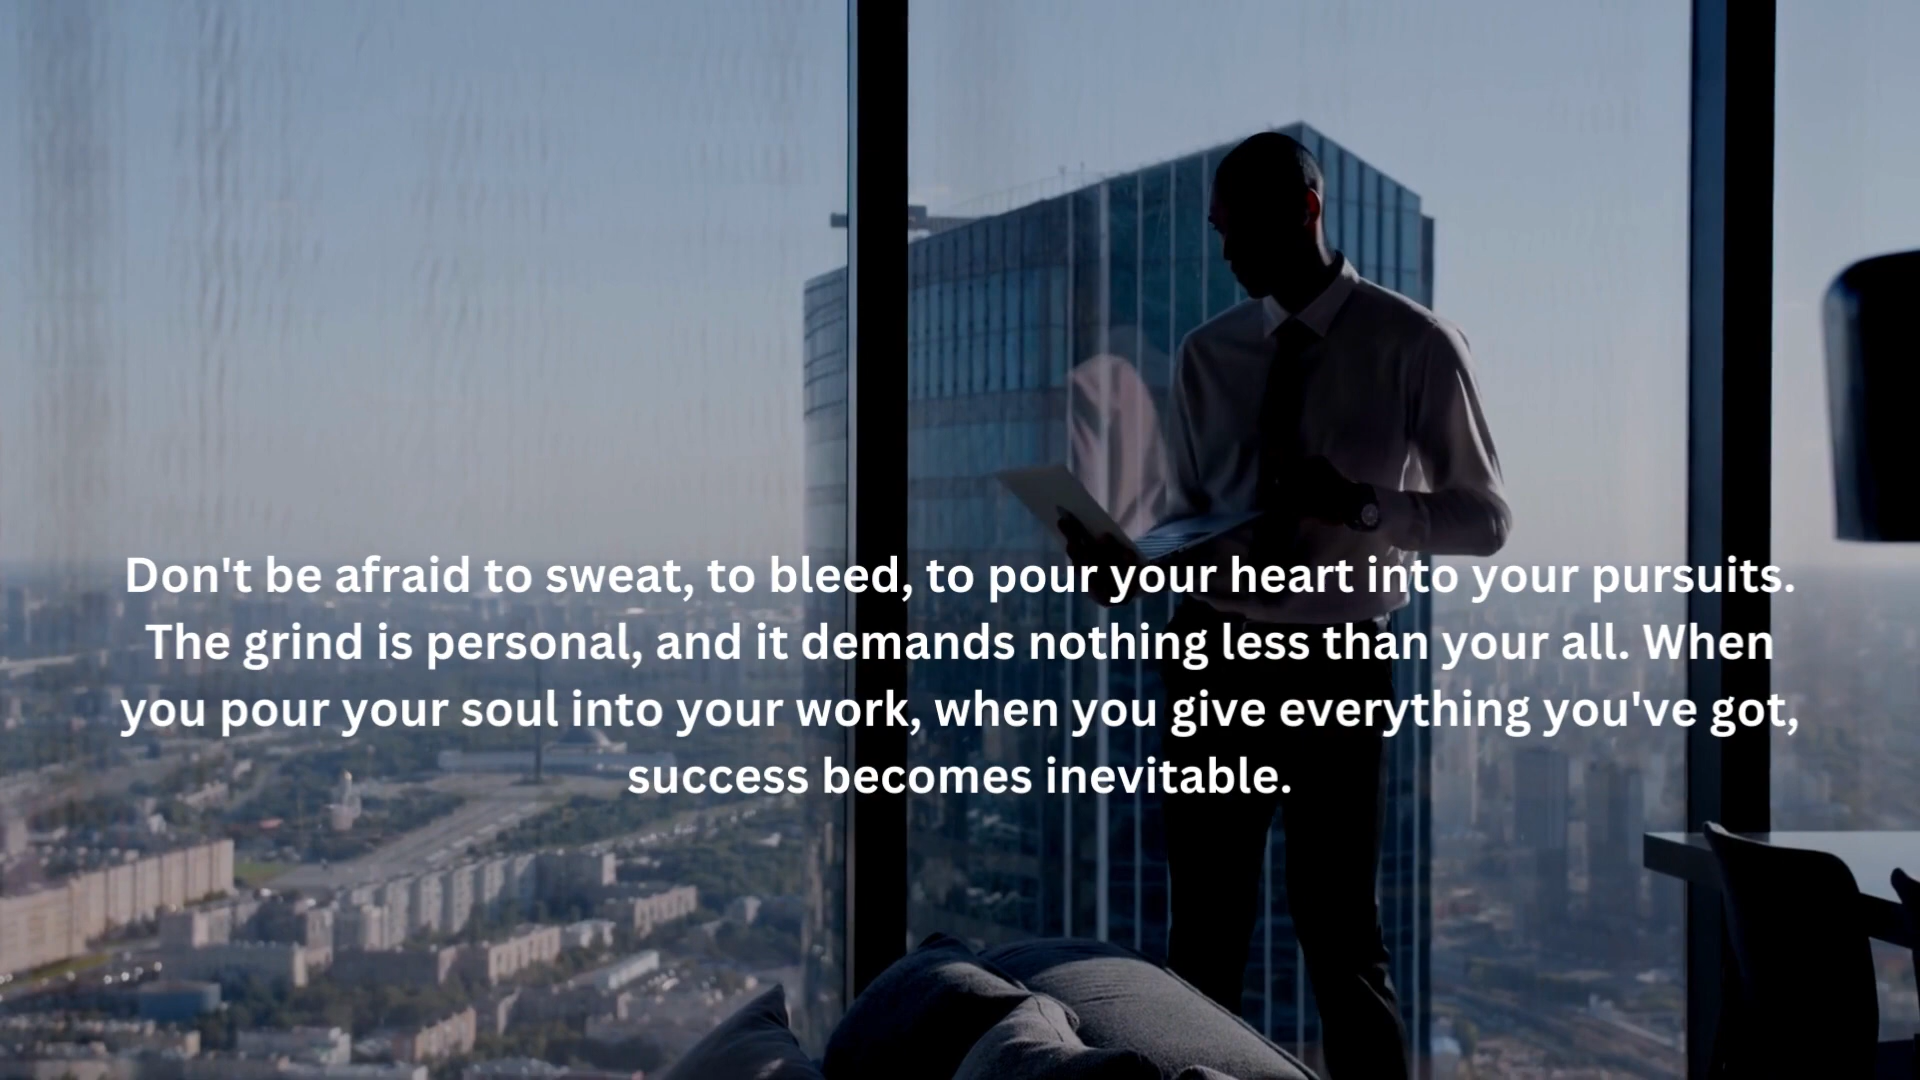 Don't be afraid to sweat, to bleed, to pour your heart into your pursuits.
The grind is personal, and it demands nothing less than your all. When
you pour your soul into your work, when you give everything you've got,
success becomes inevitable.